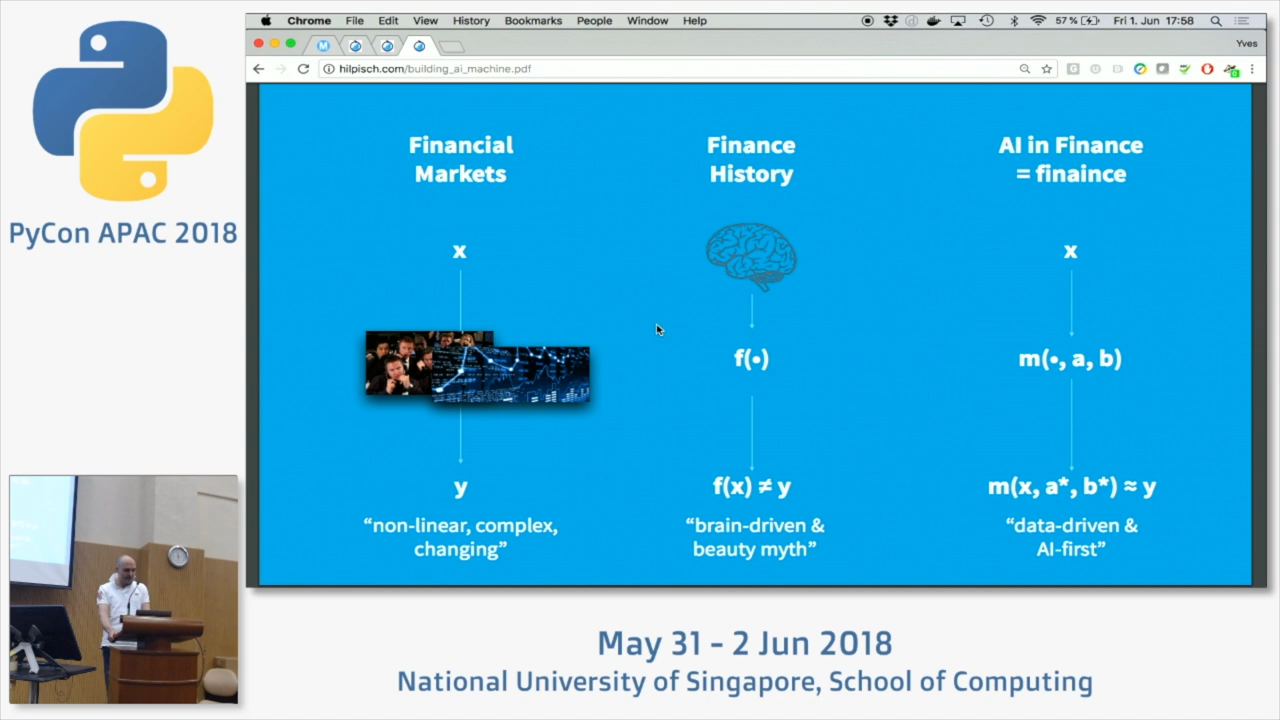 PyCon APAC 2018
Chrome File Edit View History Bookmarks People Window Help
57 % Fri 1. Jun 17:58
Yves
hilpisch.com/building_ai_machine.pdf
Financial
Markets
x
y
“non-linear, complex,
changing”
Finance
History
f(•)
f(x) ≠ y
“brain-driven &
beauty myth”
AI in Finance
= finaince
x
m(•, a, b)
m(x, a*, b*) ≈ y
“data-driven &
AI-first”
May 31 - 2 Jun 2018
National University of Singapore, School of Computing